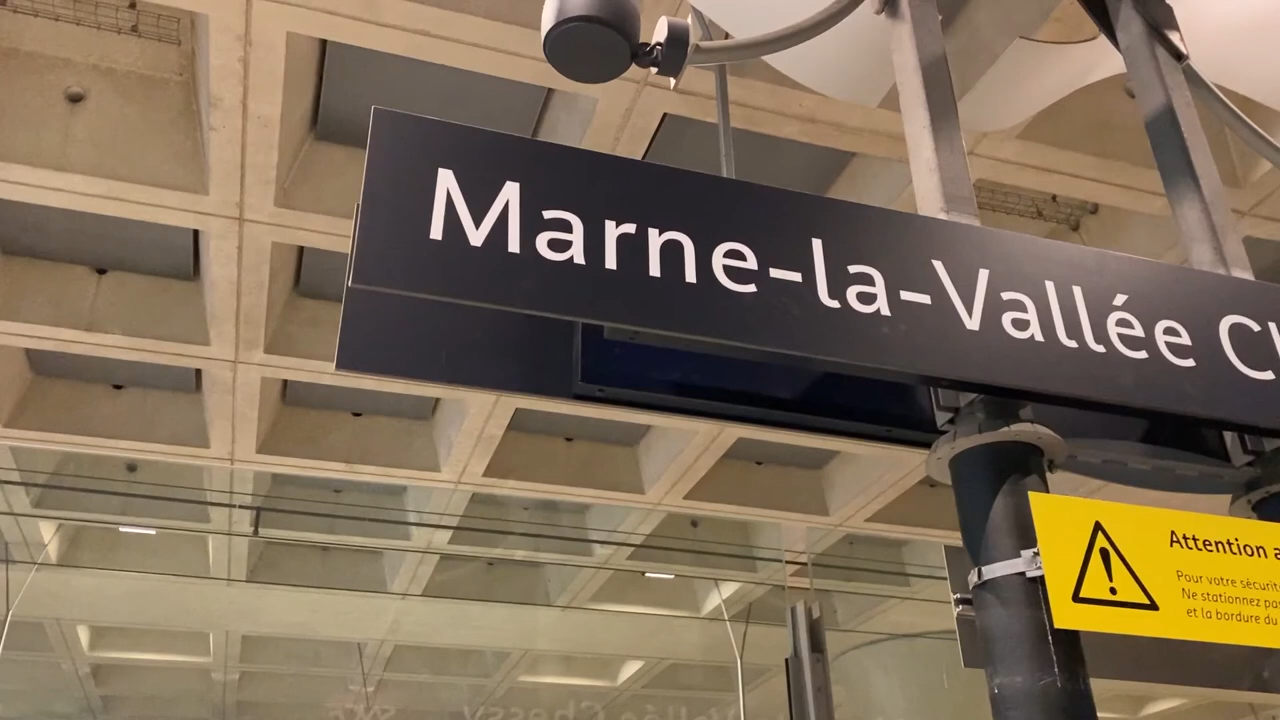 Marne-la-Vallée C
Attention
Pour votre sécurit
Ne stationnez pa
et la bordure du